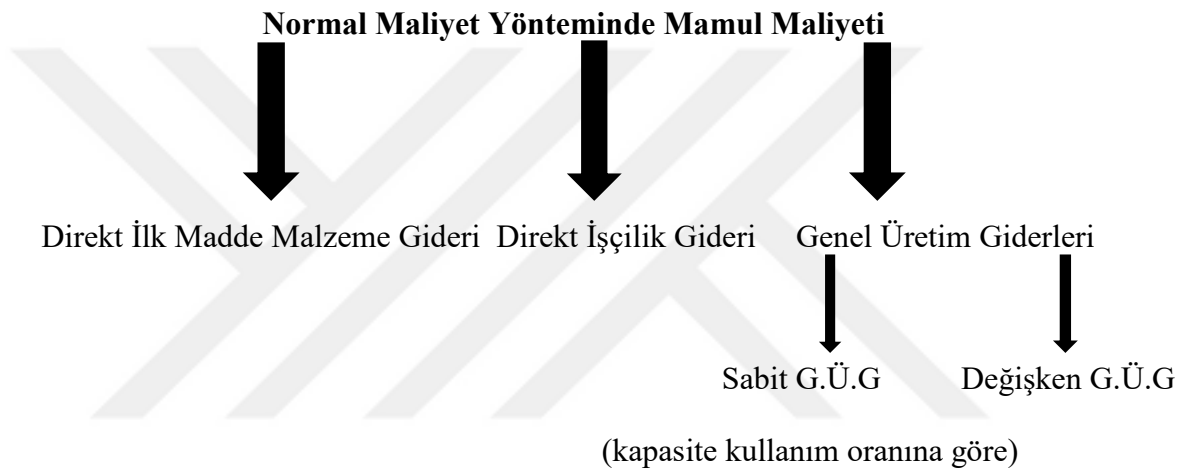 Normal Maliyet Yönteminde Mamul Maliyeti
Direkt İlk Madde Malzeme Gideri Direkt İşçilik Gideri Genel Üretim Giderleri
Sabit G.Ü.G Değişken G.Ü.G
(kapasite kullanım oranına göre)